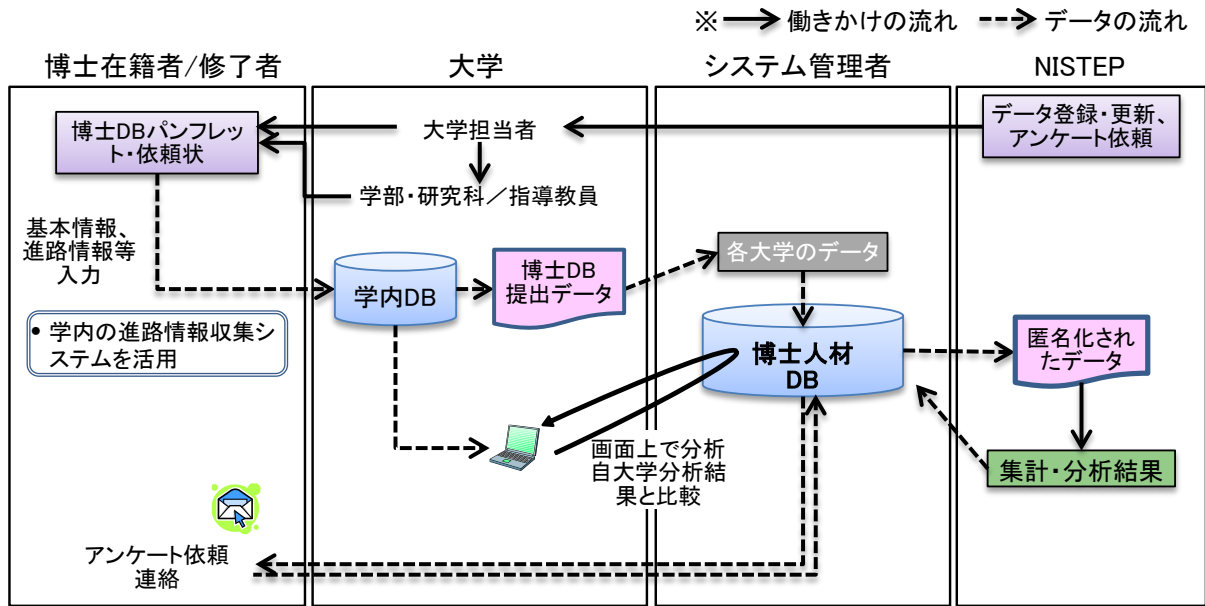 ※ 働きかけの流れ データの流れ
博士在籍者/修了者
大学
システム管理者
NISTEP
博士DBパンフレッ
ト・依頼状
大学担当者
データ登録・更新、
アンケート依頼
学部・研究科／指導教員
基本情報、
進路情報等
入力
学内DB
博士DB
提出データ
各大学のデータ
• 学内の進路情報収集シ
ステムを活用
博士人材
DB
匿名化され
たデータ
画面上で分析
自大学分析結
果と比較
集計・分析結果
アンケート依頼
連絡